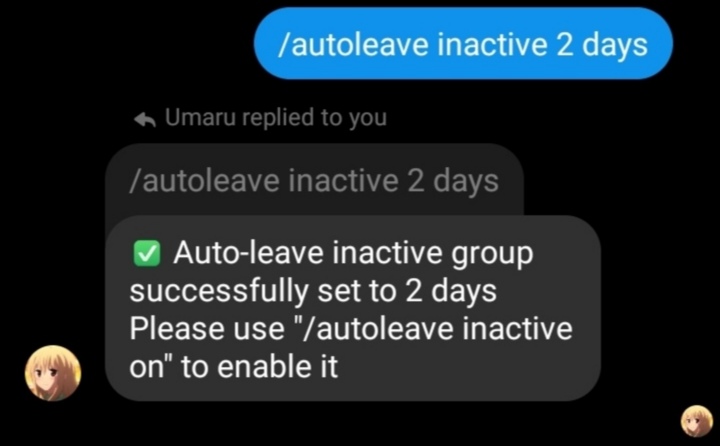 /autoleave inactive 2 days
Umaru replied to you
/autoleave inactive 2 days
✅ Auto-leave inactive group
successfully set to 2 days
Please use "/autoleave inactive
on" to enable it